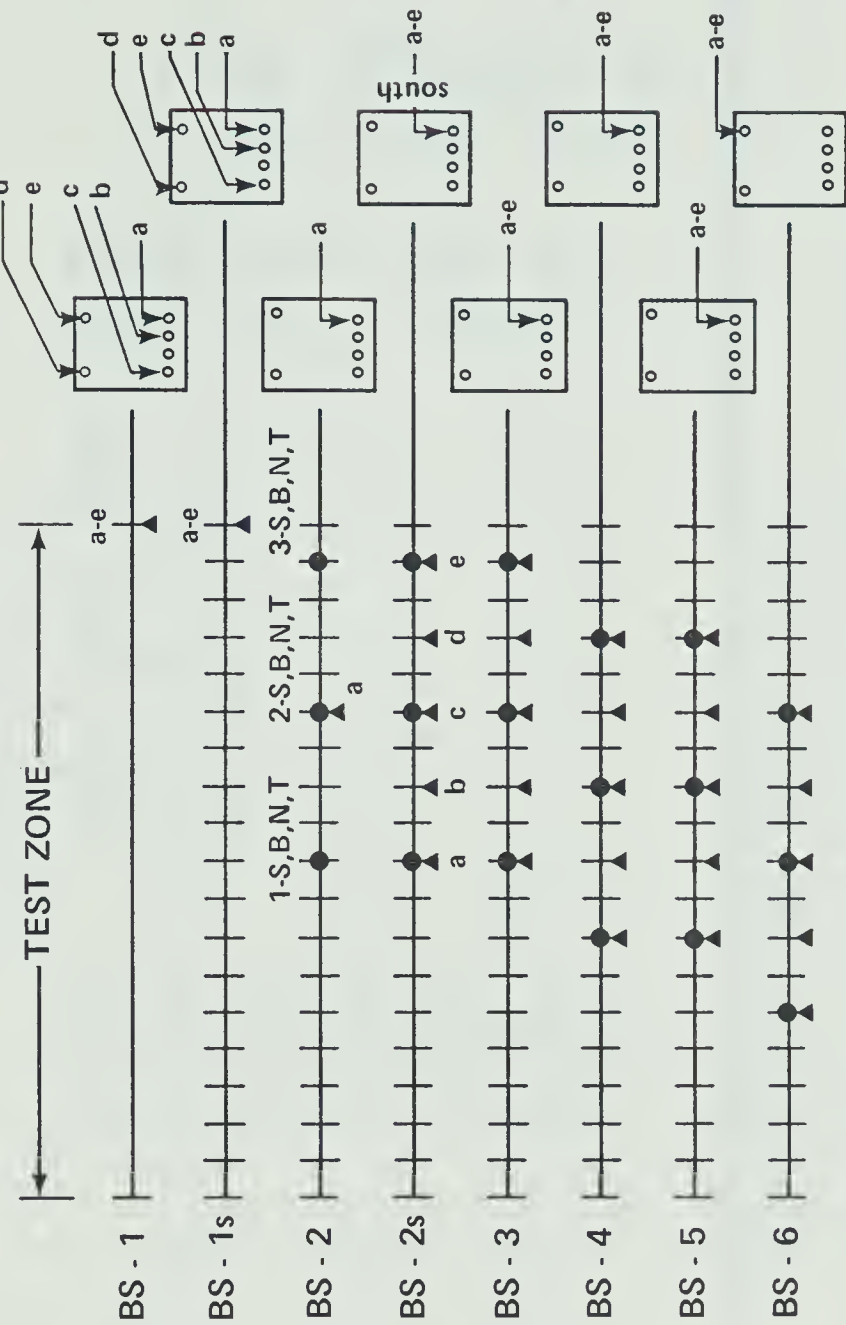 TEST ZONE
BS - 1
a-e
d
e
c
b
a
BS - 1s
a-e
d
e
c
b
a
BS - 2
1-S,B,N,T
2-S,B,N,T
3-S,B,N,T
a
a
BS - 2s
a
b
c
d
e
south
a-e
BS - 3
a-e
BS - 4
a-e
BS - 5
a-e
BS - 6
a-e